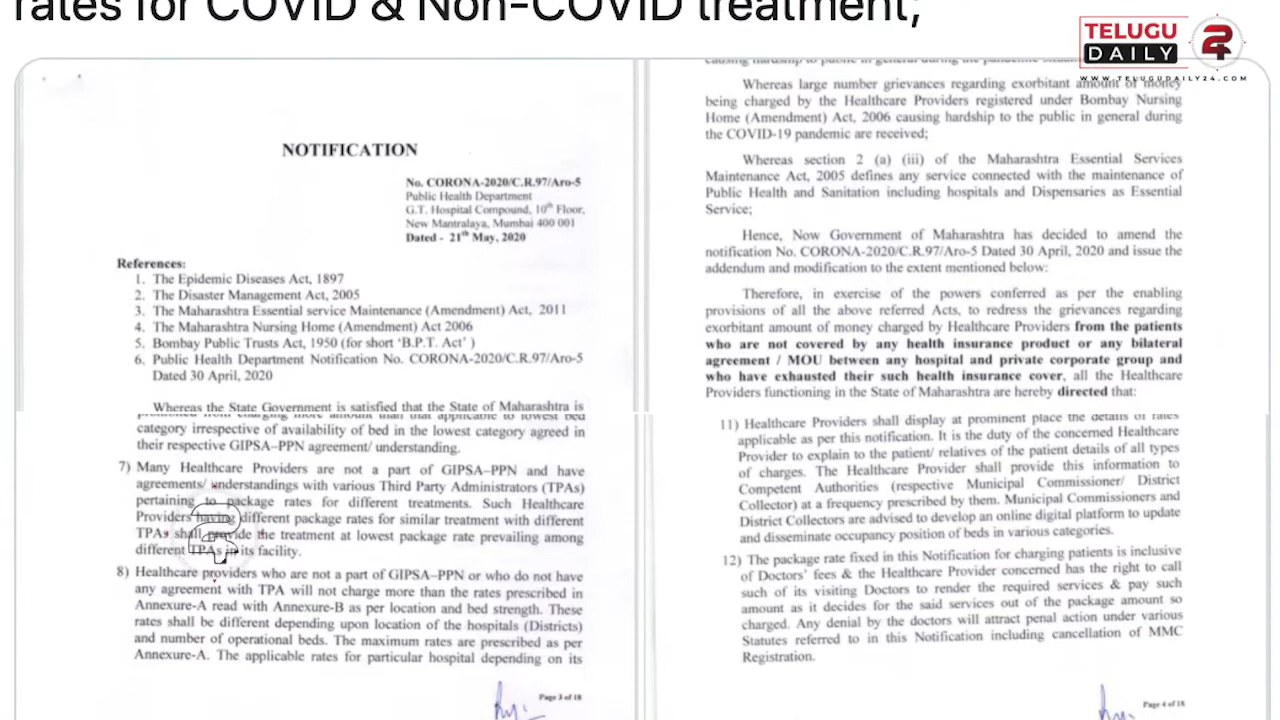 rates for COVID & Non-COVID treatment;
TELUGU
DAILY
24
WWW.TELUGUDAILY24.COM
NOTIFICATION
No. CORONA-2020/C.R.97/Aro-5
Public Health Department
G.T. Hospital Compound, 10th Floor,
New Mantralaya, Mumbai 400 001
Dated - 21th May, 2020
References:
1. The Epidemic Diseases Act, 1897
2. The Disaster Management Act, 2005
3. The Maharashtra Essential service Maintenance (Amendment) Act, 2011
4. The Maharashtra Nursing Home (Amendment) Act 2006
5. Bombay Public Trusts Act, 1950 (for short 'B.P.T. Act' )
6. Public Health Department Notification No. CORONA-2020/C.R.97/Aro-5
Dated 30 April, 2020
Whereas the State Government is satisfied that the State of Maharashtra is
causing hardship to public in general during the pandemic
Whereas large number grievances regarding exorbitant amount of money
being charged by the Healthcare Providers registered under Bombay Nursing
Home (Amendment) Act, 2006 causing hardship to the public in general during
the COVID-19 pandemic are received;
Whereas section 2 (a) (iii) of the Maharashtra Essential Services
Maintenance Act, 2005 defines any service connected with the maintenance of
Public Health and Sanitation including hospitals and Dispensaries as Essential
Service;
Hence, Now Government of Maharashtra has decided to amend the
notification No. CORONA-2020/C.R.97/Aro-5 Dated 30 April, 2020 and issue the
addendum and modification to the extent mentioned below:
Therefore, in exercise of the powers conferred as per the enabling
provisions of all the above referred Acts, to redress the grievances regarding
exorbitant amount of money charged by Healthcare Providers from the patients
who are not covered by any health insurance product or any bilateral
agreement / MOU between any hospital and private corporate group and
who have exhausted their such health insurance cover, all the Healthcare
Providers functioning in the State of Maharashtra are hereby directed that:
category irrespective of availability of bed in the lowest category agreed in
their respective GIPSA-PPN agreement/ understanding.
7) Many Healthcare Providers are not a part of GIPSA-PPN and have
agreements/ understandings with various Third Party Administrators (TPAs)
pertaining to package rates for different treatments. Such Healthcare
Providers having different package rates for similar treatment with different
TPAs shall provide the treatment at lowest package rate prevailing among
different TPAs in its facility.
8) Healthcare providers who are not a part of GIPSA-PPN or who do not have
any agreement with TPA will not charge more than the rates prescribed in
Annexure-A read with Annexure-B as per location and bed strength. These
rates shall be different depending upon location of the hospitals (Districts)
and number of operational beds. The maximum rates are prescribed as per
Annexure-A. The applicable rates for particular hospital depending on its
Page 3 of 18
11) Healthcare Providers shall display at prominent place the details of rates
applicable as per this notification. It is the duty of the concerned Healthcare
Provider to explain to the patient/ relatives of the patient details of all types
of charges. The Healthcare Provider shall provide this information to
Competent Authorities (respective Municipal Commissioner/ District
Collector) at a frequency prescribed by them. Municipal Commissioners and
District Collectors are advised to develop an online digital platform to update
and disseminate occupancy position of beds in various categories.
12) The package rate fixed in this Notification for charging patients is inclusive
of Doctors' fees & the Healthcare Provider concerned has the right to call
such of its visiting Doctors to render the required services & pay such
amount as it decides for the said services out of the package amount so
charged. Any denial by the doctors will attract penal action under various
Statutes referred to in this Notification including cancellation of MMC
Registration.
Page 4 of 18